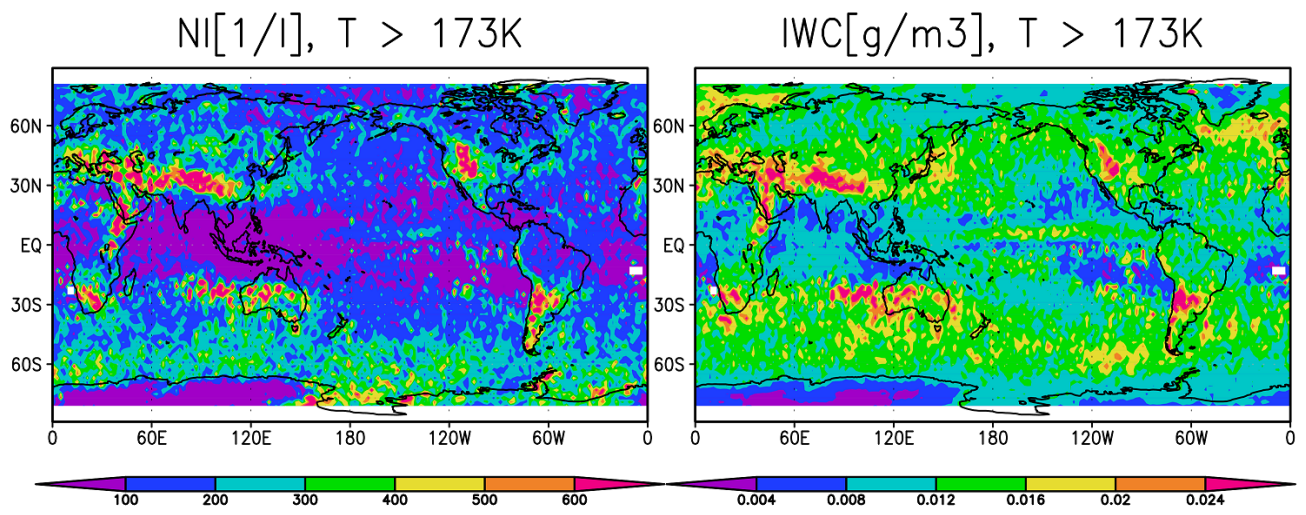 NI[1/l], T > 173K
IWC[g/m3], T > 173K
60N
30N
EQ
30S
60S
0 60E 120E 180 120W 60W 0
60N
30N
EQ
30S
60S
0 60E 120E 180 120W 60W 0
100 200 300 400 500 600
0.004 0.008 0.012 0.016 0.02 0.024